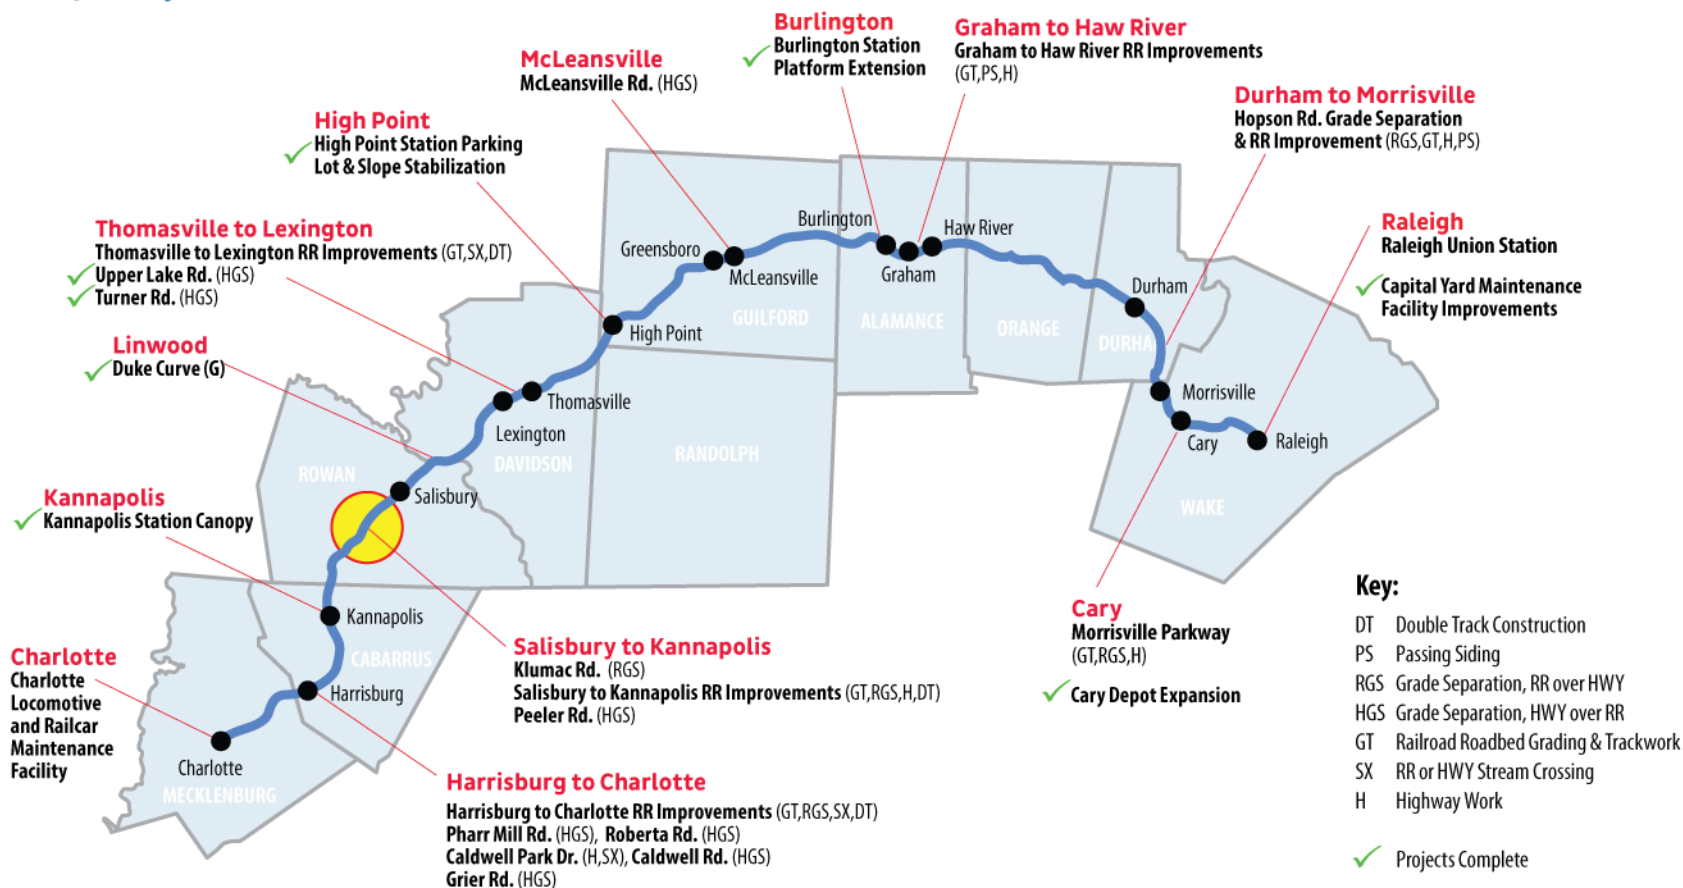 Burlington
Burlington Station
Platform Extension
Graham to Haw River
Graham to Haw River RR Improvements
(GT,PS,H)
McLeansville
McLeansville Rd. (HGS)
High Point
High Point Station Parking
Lot & Slope Stabilization
Durham to Morrisville
Hopson Rd. Grade Separation
& RR Improvement (RGS,GT,H,PS)
Thomasville to Lexington
Thomasville to Lexington RR Improvements (GT,SX,DT)
Upper Lake Rd. (HGS)
Turner Rd. (HGS)
Raleigh
Raleigh Union Station
Capital Yard Maintenance
Facility Improvements
Linwood
Duke Curve (G)
Kannapolis
Kannapolis Station Canopy
Burlington
Haw River
Greensboro
McLeansville
Graham
Durham
High Point
GUILFORD
ALAMANCE
ORANGE
DURHA
Thomasville
Morrisville
Lexington
Cary
Raleigh
DAVIDSON
RANDOLPH
ROWAN
Salisbury
WAKE
Kannapolis
CABARRUS
Harrisburg
Charlotte
MECKLENBURG
Charlotte
Charlotte
Locomotive
and Railcar
Maintenance
Facility
Salisbury to Kannapolis
Klumac Rd. (RGS)
Salisbury to Kannapolis RR Improvements (GT,RGS,H,DT)
Peeler Rd. (HGS)
Harrisburg to Charlotte
Harrisburg to Charlotte RR Improvements (GT,RGS,SX,DT)
Pharr Mill Rd. (HGS), Roberta Rd. (HGS)
Caldwell Park Dr. (H,SX), Caldwell Rd. (HGS)
Grier Rd. (HGS)
Cary
Morrisville Parkway
(GT,RGS,H)
Cary Depot Expansion
Key:
DT Double Track Construction
PS Passing Siding
RGS Grade Separation, RR over HWY
HGS Grade Separation, HWY over RR
GT Railroad Roadbed Grading & Trackwork
SX RR or HWY Stream Crossing
H Highway Work
Projects Complete